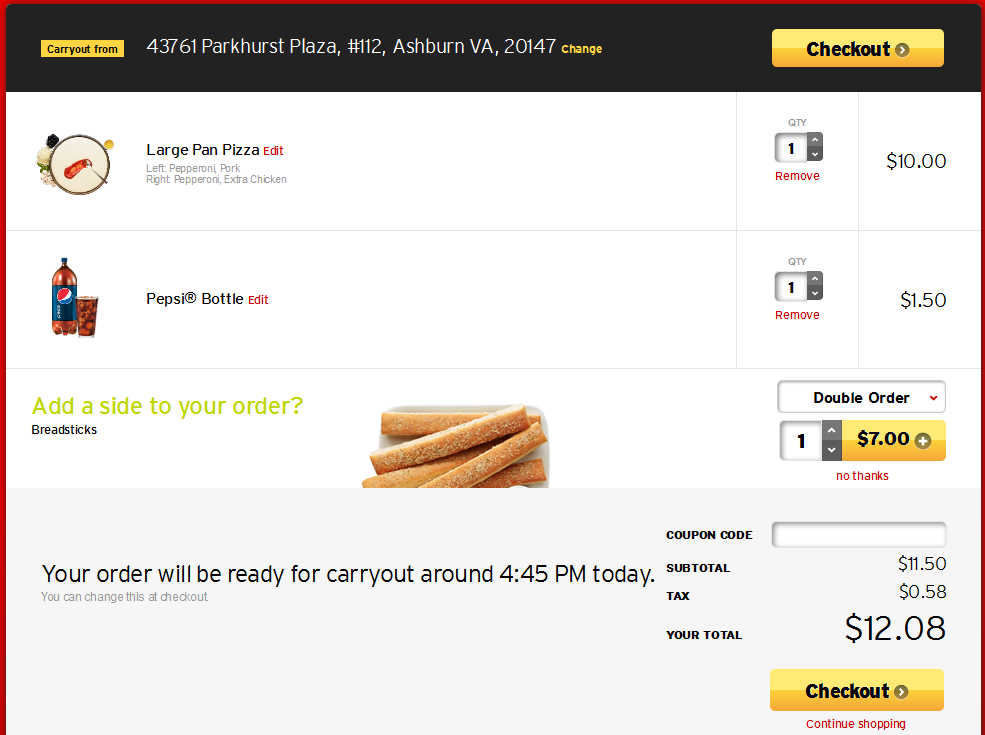 Carryout from 43761 Parkhurst Plaza, #112, Ashburn VA, 20147 Change Checkout
Large Pan Pizza Edit
Left: Pepperoni, Pork
Right: Pepperoni, Extra Chicken
QTY
1
Remove
$10.00
Pepsi® Bottle Edit
QTY
1
Remove
$1.50
Add a side to your order?
Breadsticks
Double Order
1 $7.00
no thanks
Your order will be ready for carryout around 4:45 PM today.
You can change this at checkout
COUPON CODE
SUBTOTAL $11.50
TAX $0.58
YOUR TOTAL $12.08
Checkout
Continue shopping